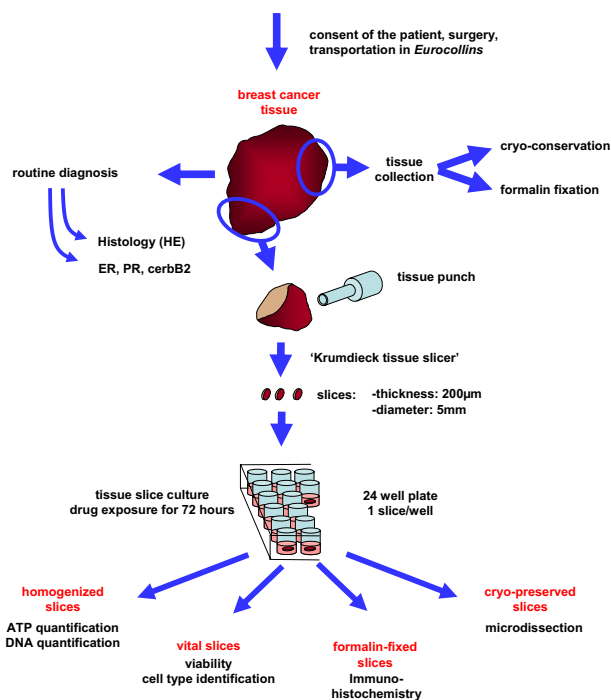 consent of the patient, surgery,
transportation in Eurocollins
breast cancer
tissue
routine diagnosis
tissue
collection
cryo-conservation
formalin fixation
Histology (HE)
ER, PR, cerbB2
tissue punch
‘Krumdieck tissue slicer’
slices:
-thickness: 200µm
-diameter: 5mm
tissue slice culture
drug exposure for 72 hours
24 well plate
1 slice/well
homogenized
slices
ATP quantification
DNA quantification
vital slices
viability
cell type identification
formalin-fixed
slices
Immuno-
histochemistry
cryo-preserved
slices
microdissection